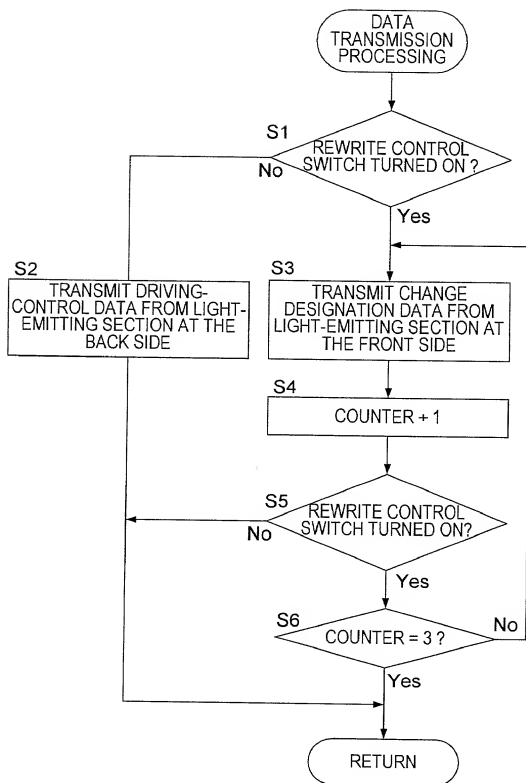 DATA
TRANSMISSION
PROCESSING
S1
REWRITE CONTROL
SWITCH TURNED ON ?
No
Yes
S2
TRANSMIT DRIVING-
CONTROL DATA FROM LIGHT-
EMITTING SECTION AT THE
BACK SIDE
S3
TRANSMIT CHANGE
DESIGNATION DATA FROM
LIGHT-EMITTING SECTION AT
THE FRONT SIDE
S4
COUNTER + 1
S5
REWRITE CONTROL
SWITCH TURNED ON?
No
Yes
S6
COUNTER = 3 ?
No
Yes
RETURN